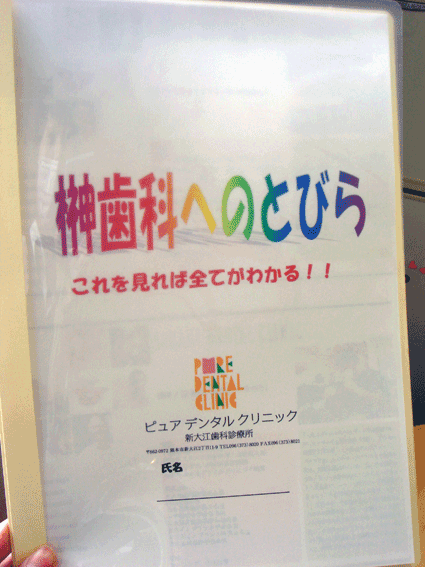 榊歯科へのとびら
これを見れば全てがわかる！！
PURE
DENTAL
CLINIC
ピュア デンタル クリニック
新大江歯科診療所
氏名